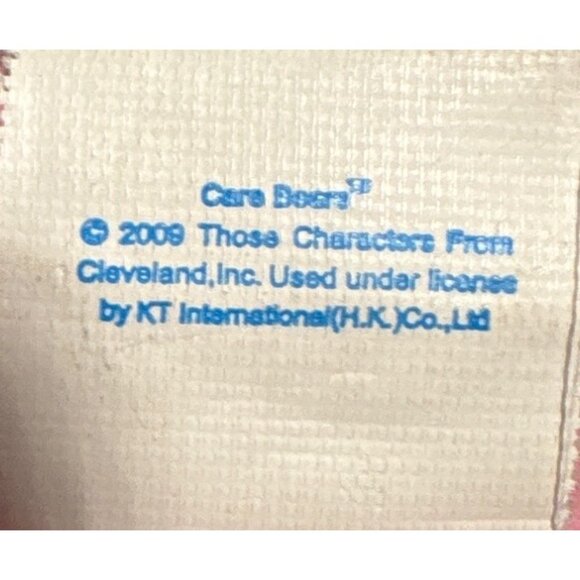 Care Bears™
© 2009 Those Characters From
Cleveland,Inc. Used under license
by KT International(H.K.)Co.,Ltd